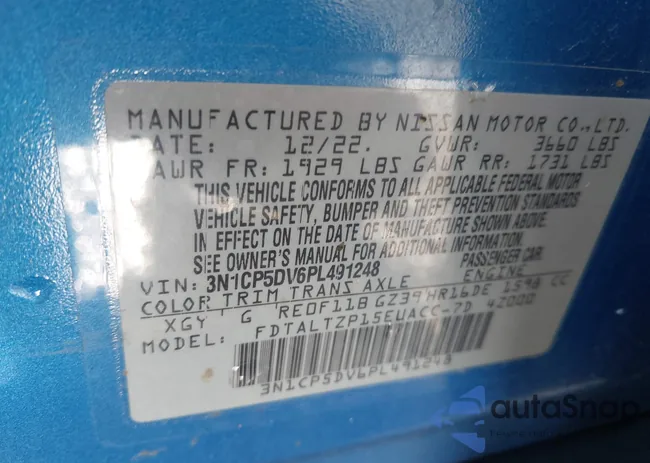 MANUFACTURED BY NISSAN MOTOR CO.,LTD.
DATE: 12/22. GVWR: 3660 LBS
GAWR FR: 1929 LBS GAWR RR: 1731 LBS
THIS VEHICLE CONFORMS TO ALL APPLICABLE FEDERAL MOTOR
VEHICLE SAFETY, BUMPER AND THEFT PREVENTION STANDARDS
IN EFFECT ON THE DATE OF MANUFACTURE SHOWN ABOVE.
SEE OWNER'S MANUAL FOR ADDITIONAL INFORMATION.
VIN: 3N1CP5DV6PL491248 PASSENGER CAR.
COLOR TRIM TRANS AXLE ENGINE
XGY G RE0F11B GZ39 HR16DE 1598 CC
MODEL: FDTALTZP15EUACC-7D 42000
3N1CP5DV6PL491248
autoSnap